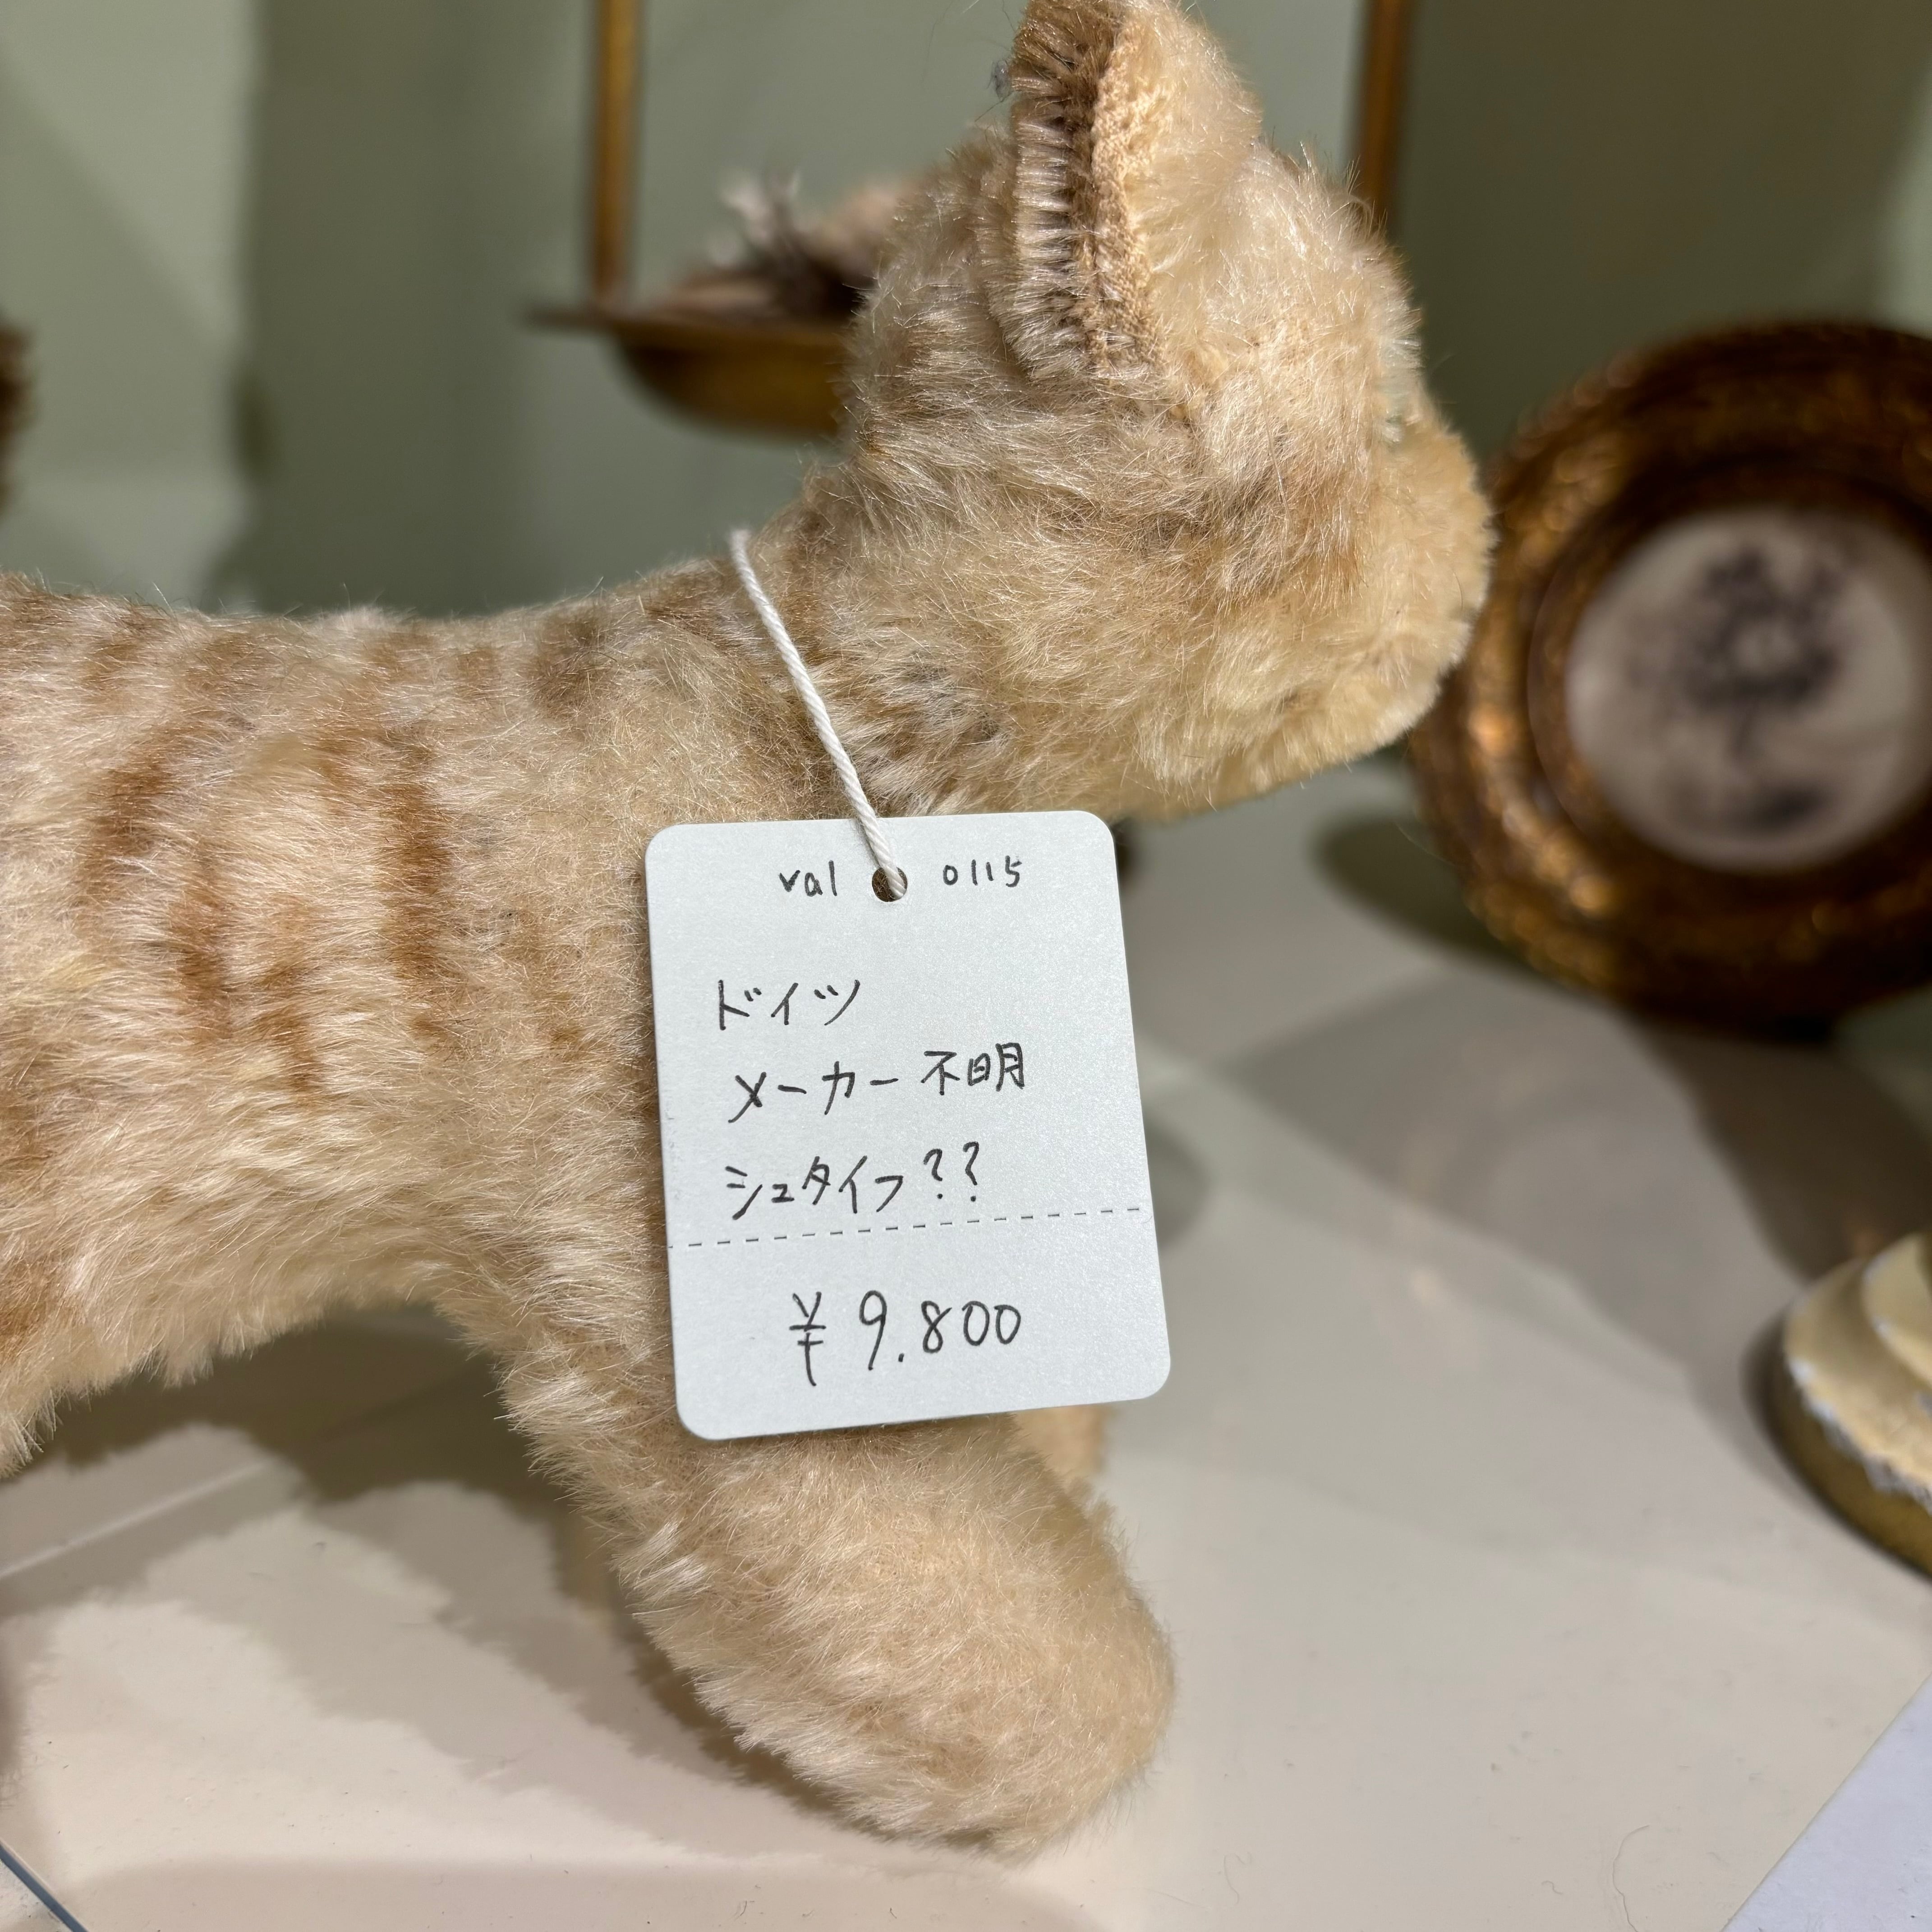 val 0115
ドイツ
メーカー不明
シュタイフ??
¥9.800